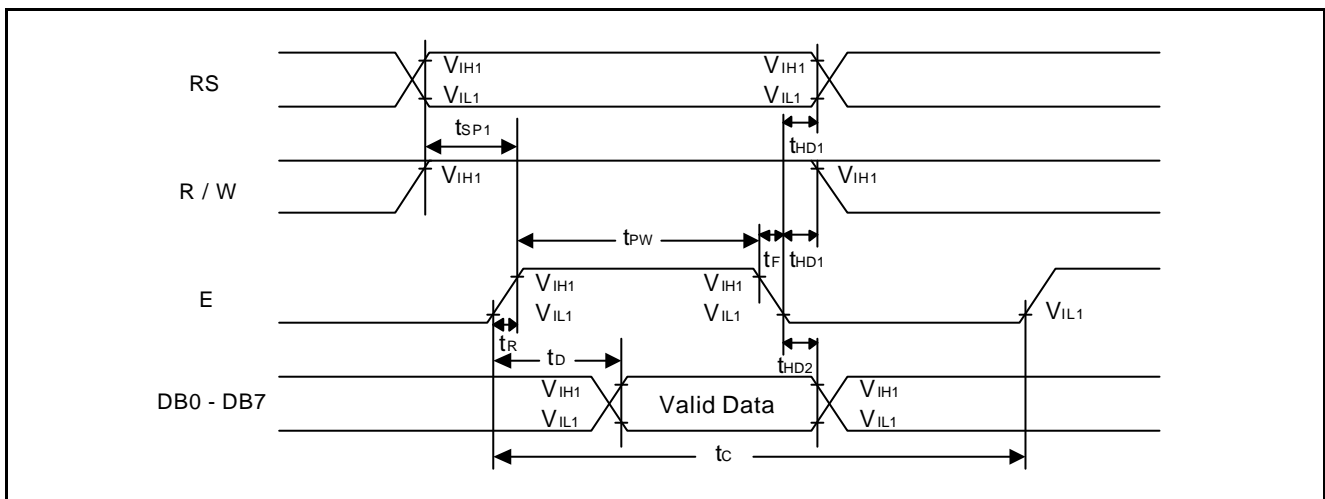 RS
VIH1
VIH1
VIL1
VIL1
tSP1
tHD1
R / W
VIH1
VIH1
tPW
tF
tHD1
E
VIH1
VIH1
VIL1
VIL1
VIL1
tR
tD
tHD2
DB0 - DB7
VIH1
VIH1
Valid Data
VIL1
VIL1
tC